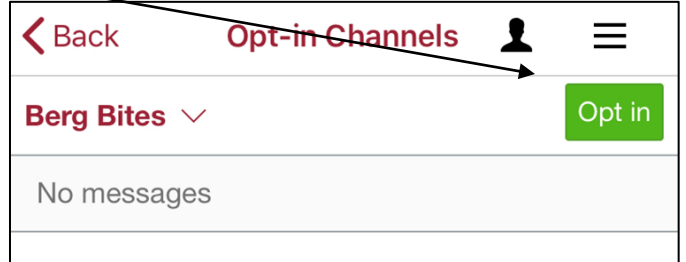 Back Opt-in Channels
Berg Bites Opt in
No messages